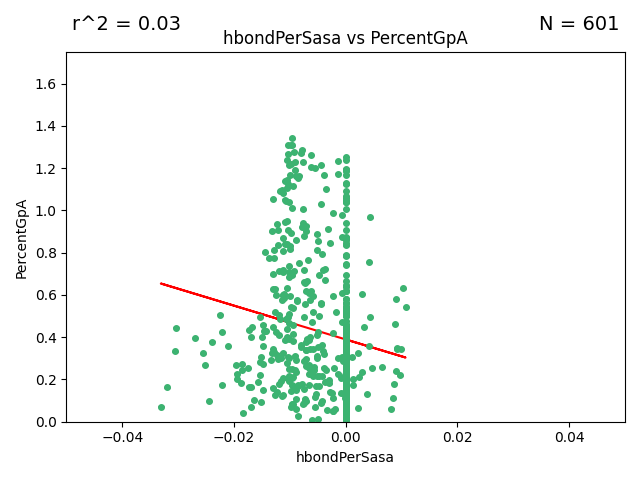 r^2 = 0.03
N = 601
hbondPerSasa vs PercentGpA
PercentGpA
1.6
1.4
1.2
1.0
0.8
0.6
0.4
0.2
0.0
−0.04 −0.02 0.00 0.02 0.04
hbondPerSasa